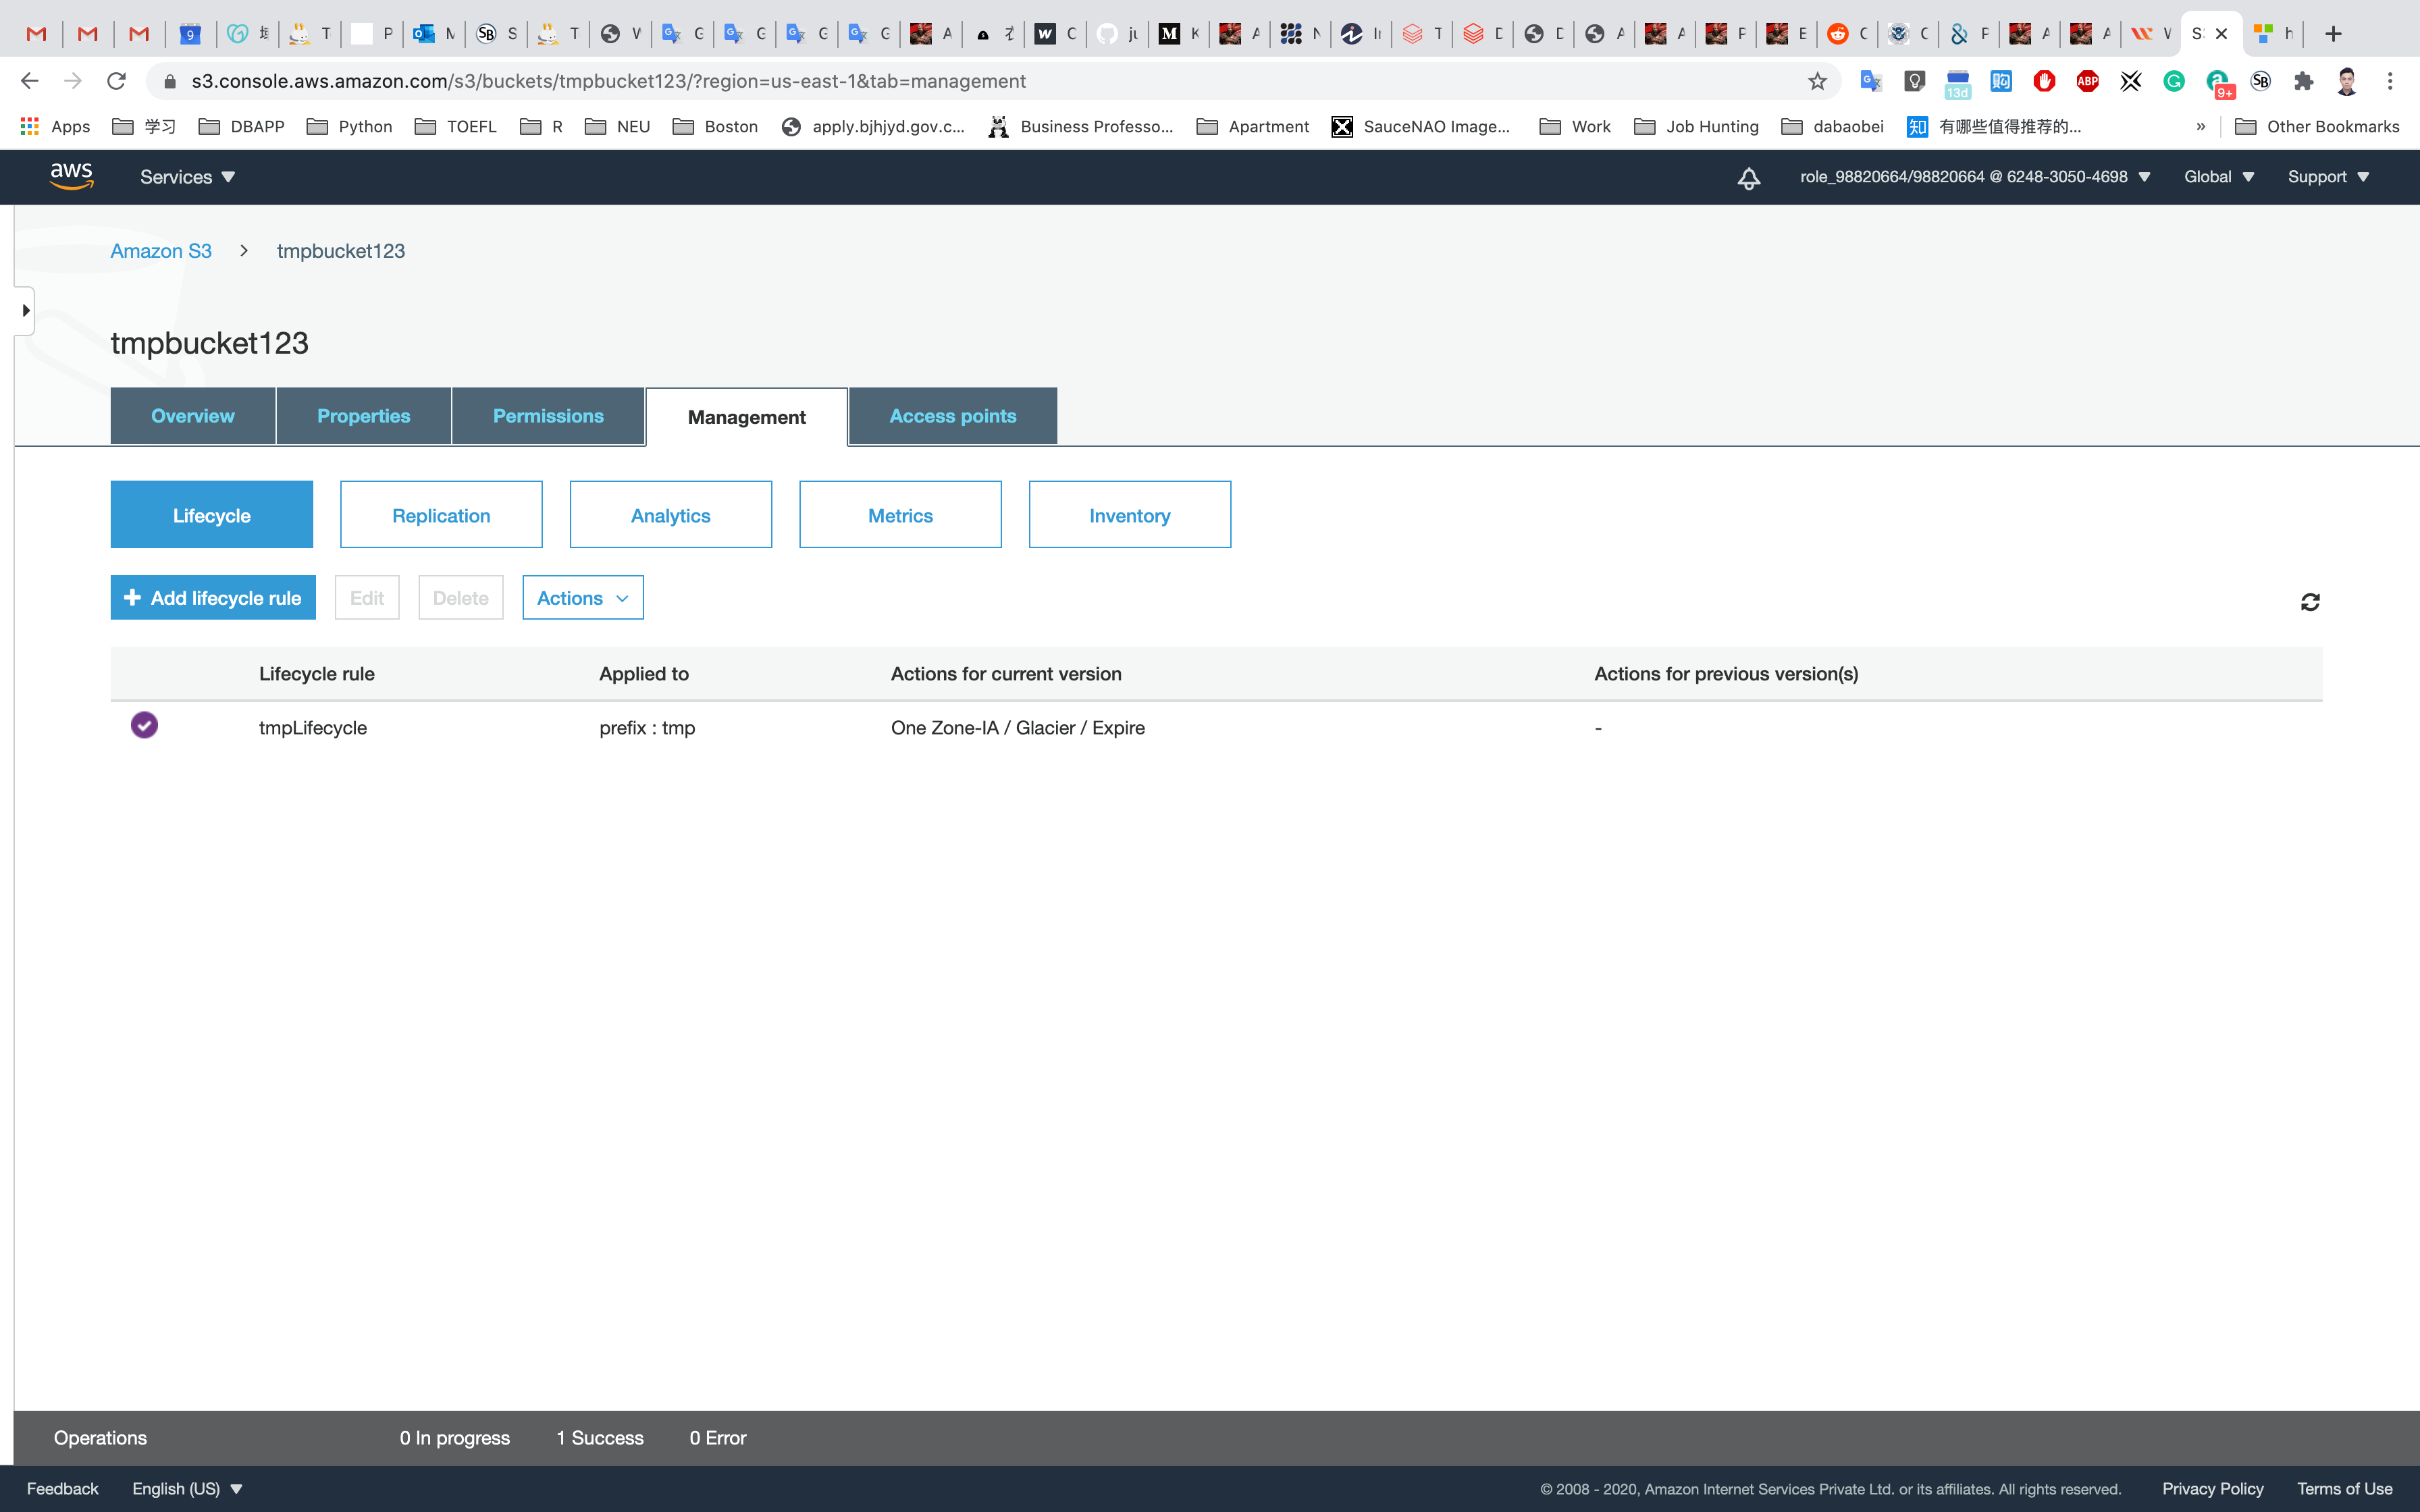 s3.console.aws.amazon.com/s3/buckets/tmpbucket123/?region=us-east-1&tab=management
Apps 学习 DBAPP Python TOEFL R NEU Boston apply.bjhjyd.gov.c... Business Professo... Apartment SauceNAO Image... Work Job Hunting dabaobei 有哪些值得推荐的... » Other Bookmarks
aws Services role_98820664/98820664 @ 6248-3050-4698 Global Support
Amazon S3 > tmpbucket123
tmpbucket123
Overview Properties Permissions Management Access points
Lifecycle Replication Analytics Metrics Inventory
+ Add lifecycle rule Edit Delete Actions
Lifecycle rule Applied to Actions for current version Actions for previous version(s)
tmpLifecycle prefix : tmp One Zone-IA / Glacier / Expire -
Operations 0 In progress 1 Success 0 Error
Feedback English (US) © 2008 - 2020, Amazon Internet Services Private Ltd. or its affiliates. All rights reserved. Privacy Policy Terms of Use